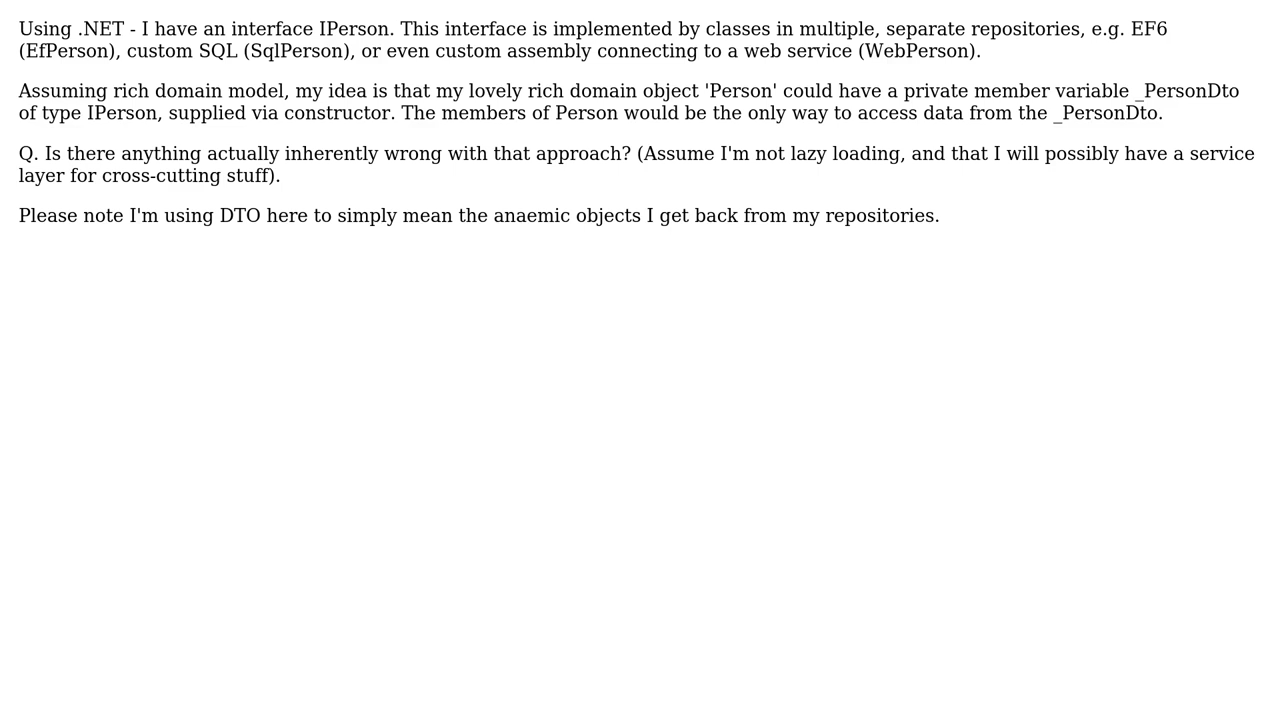 Using .NET - I have an interface IPerson. This interface is implemented by classes in multiple, separate repositories, e.g. EF6
(EfPerson), custom SQL (SqlPerson), or even custom assembly connecting to a web service (WebPerson).
Assuming rich domain model, my idea is that my lovely rich domain object 'Person' could have a private member variable _PersonDto
of type IPerson, supplied via constructor. The members of Person would be the only way to access data from the _PersonDto.
Q. Is there anything actually inherently wrong with that approach? (Assume I'm not lazy loading, and that I will possibly have a service
layer for cross-cutting stuff).
Please note I'm using DTO here to simply mean the anaemic objects I get back from my repositories.